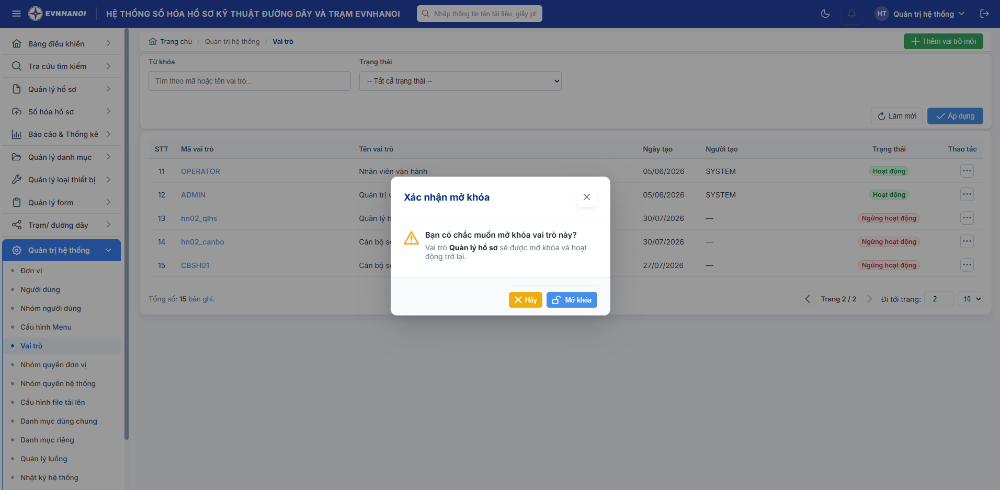 EVNHANOI
HỆ THỐNG SỐ HÓA HỒ SƠ KỸ THUẬT ĐƯỜNG DÂY VÀ TRẠM EVNHANOI
Nhập thông tin tên tài liệu, giấy ph
HT
Quản trị hệ thống
Bảng điều khiển
Tra cứu tìm kiếm
Quản lý hồ sơ
Số hóa hồ sơ
Báo cáo & Thống kê
Quản lý danh mục
Quản lý loại thiết bị
Quản lý form
Trạm/ đường dây
Quản trị hệ thống
Đơn vị
Người dùng
Nhóm người dùng
Cấu hình Menu
Vai trò
Nhóm quyền đơn vị
Nhóm quyền hệ thống
Cấu hình file tải lên
Danh mục dùng chung
Danh mục riêng
Quản lý luồng
Nhật ký hệ thống
Trang chủ / Quản trị hệ thống / Vai trò
Thêm vai trò mới
Từ khóa
Trạng thái
Tìm theo mã hoặc tên vai trò...
-- Tất cả trạng thái --
Làm mới
Áp dụng
STT Mã vai trò Tên vai trò Ngày tạo Người tạo Trạng thái Thao tác
11 OPERATOR Nhân viên vận hành 05/06/2026 SYSTEM Hoạt động
12 ADMIN Quản trị 05/06/2026 SYSTEM Hoạt động
13 hn02_qlhs Quản lý h 30/07/2026 — Ngừng hoạt động
14 hn02_canbo Cán bộ s 30/07/2026 — Ngừng hoạt động
15 CBSH01 Cán bộ s 27/07/2026 — Ngừng hoạt động
Tổng số: 15 bản ghi.
Trang 2 / 2
Đi tới trang:
2
10
Xác nhận mở khóa
Bạn có chắc muốn mở khóa vai trò này?
Vai trò Quản lý hồ sơ sẽ được mở khóa và hoạt
động trở lại.
Hủy
Mở khóa